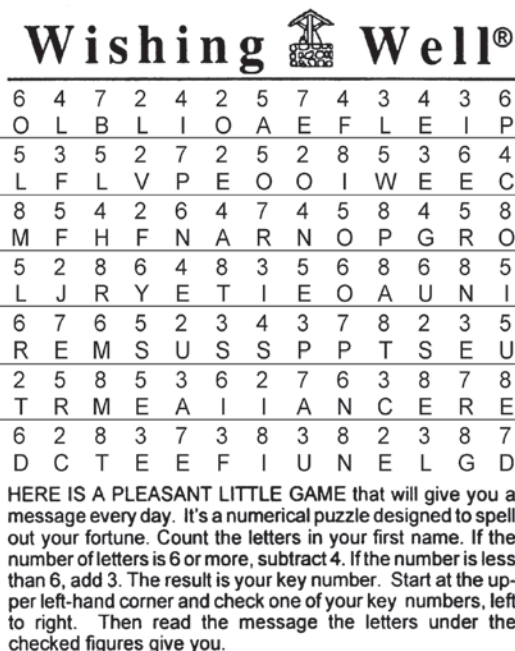 Wishing Well®
6 4 7 2 4 2 5 7 4 3 4 3 6
O L B L I O A E F L E I P
5 3 5 2 7 2 5 2 8 5 3 6 4
L F L V P E O O I W E E C
8 5 4 2 6 4 7 4 5 8 4 5 8
M F H F N A R N O P G R O
5 2 8 6 4 8 3 5 6 8 6 8 5
L J R Y E T I E O A U N I
6 7 6 5 2 3 4 3 7 8 2 3 5
R E M S U S S P P T S E U
2 5 8 5 3 6 2 7 6 3 8 7 8
T R M E A I I A N C E R E
6 2 8 3 7 3 8 3 8 2 3 8 7
D C T E E F I U N E L G D
HERE IS A PLEASANT LITTLE GAME that will give you a
message every day. It's a numerical puzzle designed to spell
out your fortune. Count the letters in your first name. If the
number of letters is 6 or more, subtract 4. If the number is less
than 6, add 3. The result is your key number. Start at the up-
per left-hand corner and check one of your key numbers, left
to right. Then read the message the letters under the
checked figures give you.